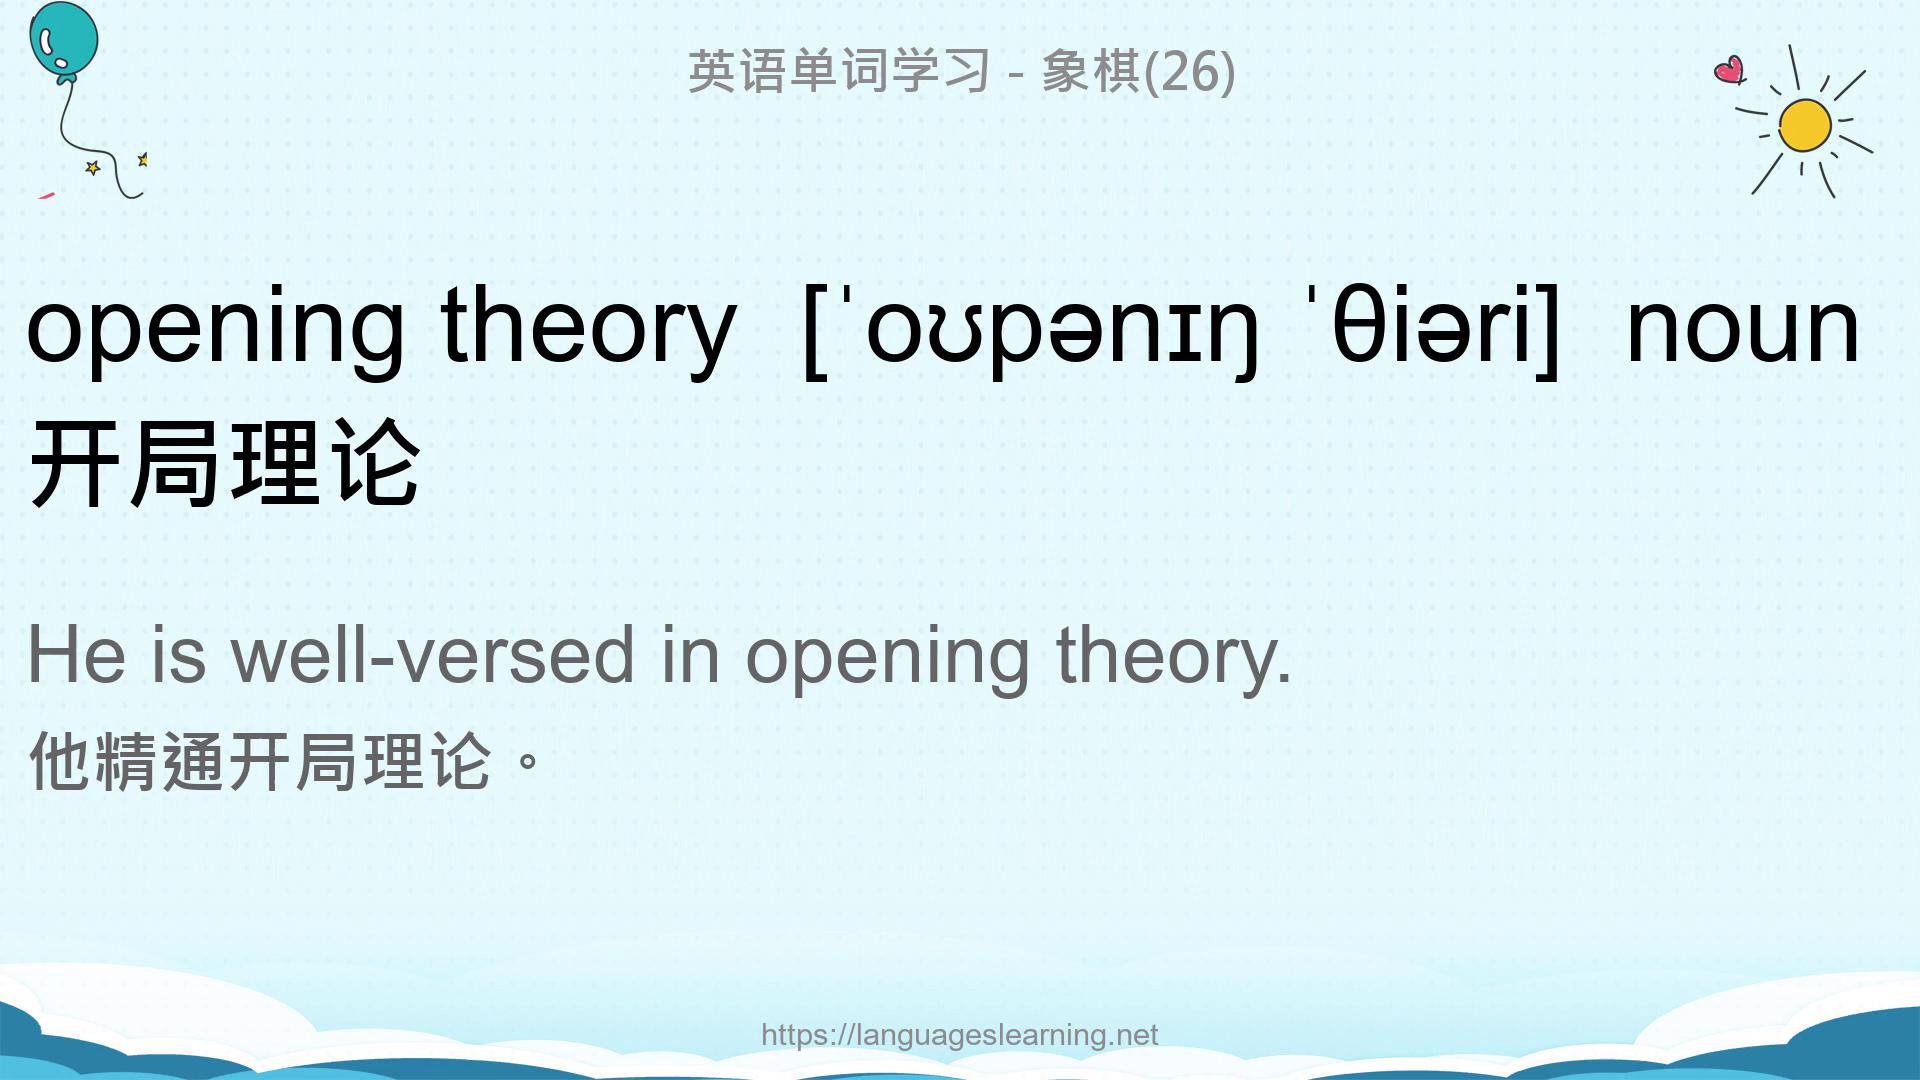 英语单词学习 - 象棋(26)
opening theory [ˈoʊpənɪŋ ˈθiəri] noun
开局理论
He is well-versed in opening theory.
他精通开局理论。
https://languageslearning.net